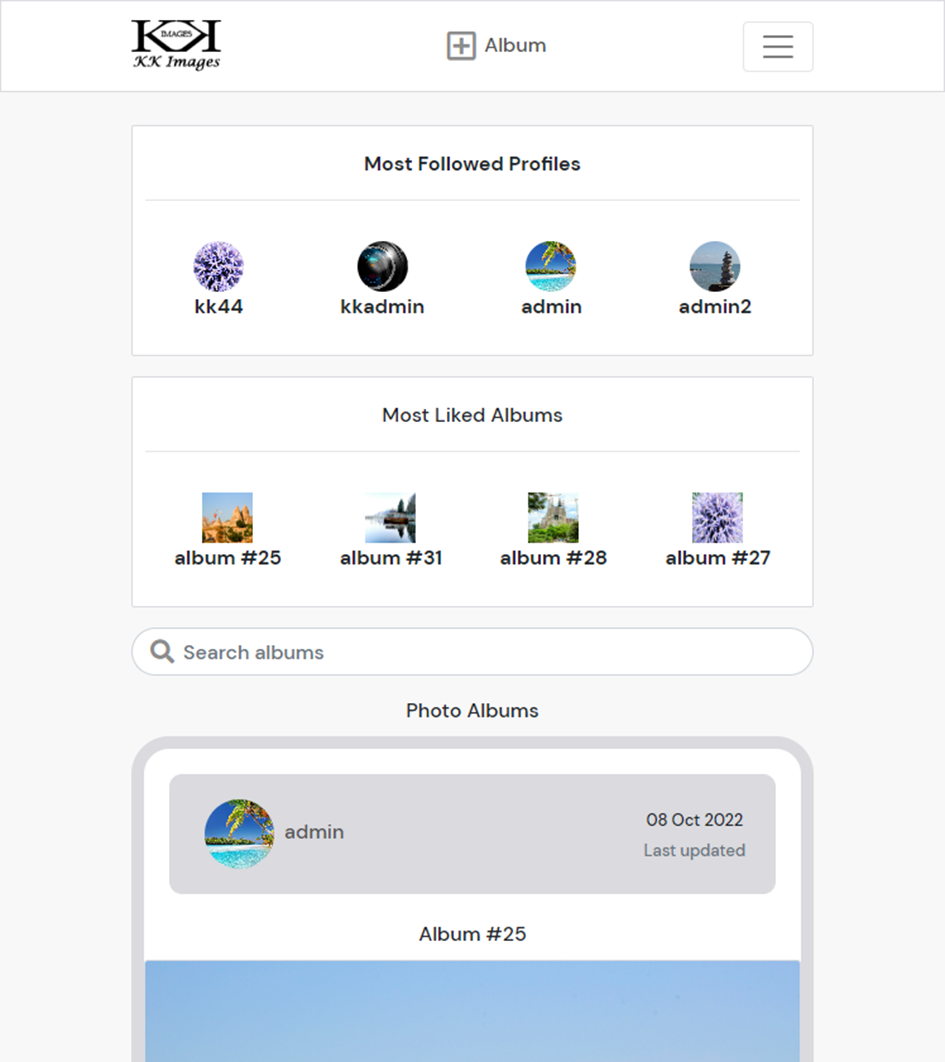 IMAGES
KK Images
Album
Most Followed Profiles
kk44 kkadmin admin admin2
Most Liked Albums
album #25 album #31 album #28 album #27
Search albums
Photo Albums
admin
08 Oct 2022
Last updated
Album #25